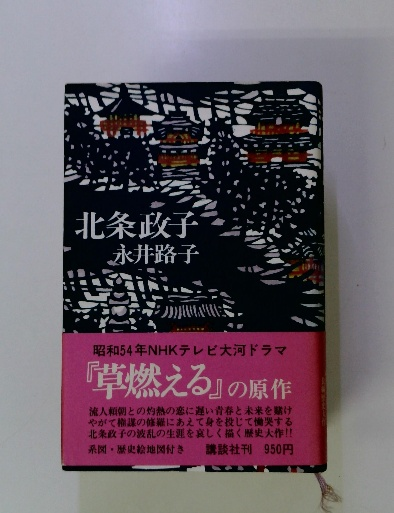 北条政子
永井路子
昭和54年NHKテレビ大河ドラマ
『草燃える』の原作
流人頼朝との灼熱の恋に遅い青春と未来を賭け
やがて権謀の修羅にあえて身を投じて慟哭する
北条政子の波乱の生涯を哀しく描く歴史大作!!
系図・歴史絵地図付き 講談社刊 950円